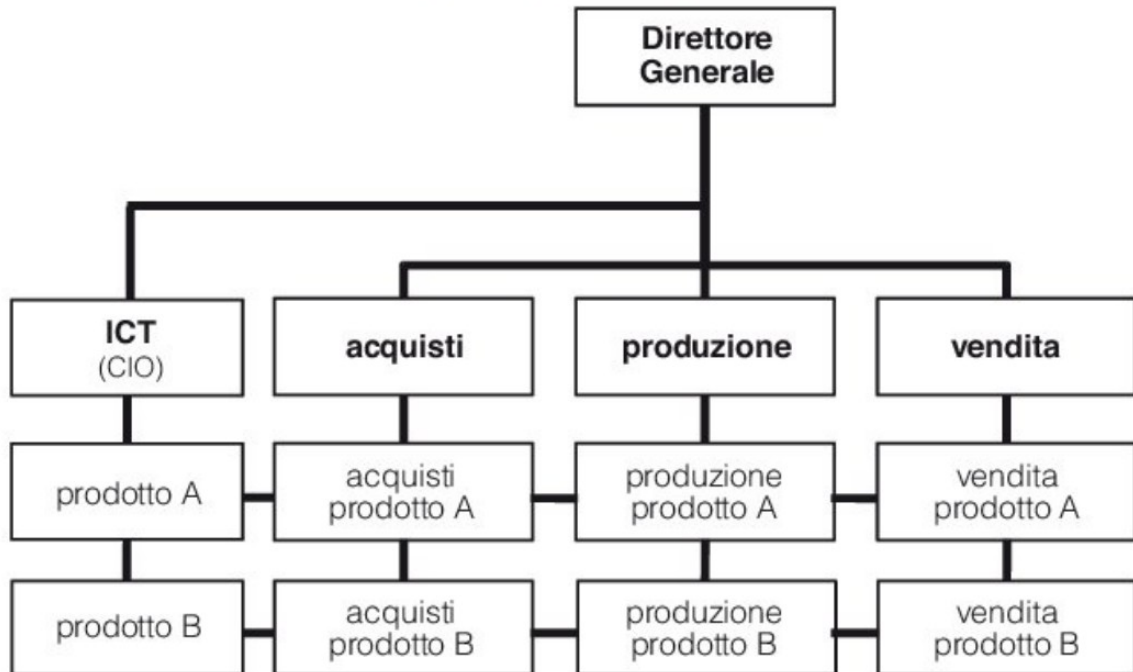 Direttore
Generale
ICT
(CIO)
acquisti
produzione
vendita
prodotto A
acquisti
prodotto A
produzione
prodotto A
vendita
prodotto A
prodotto B
acquisti
prodotto B
produzione
prodotto B
vendita
prodotto B